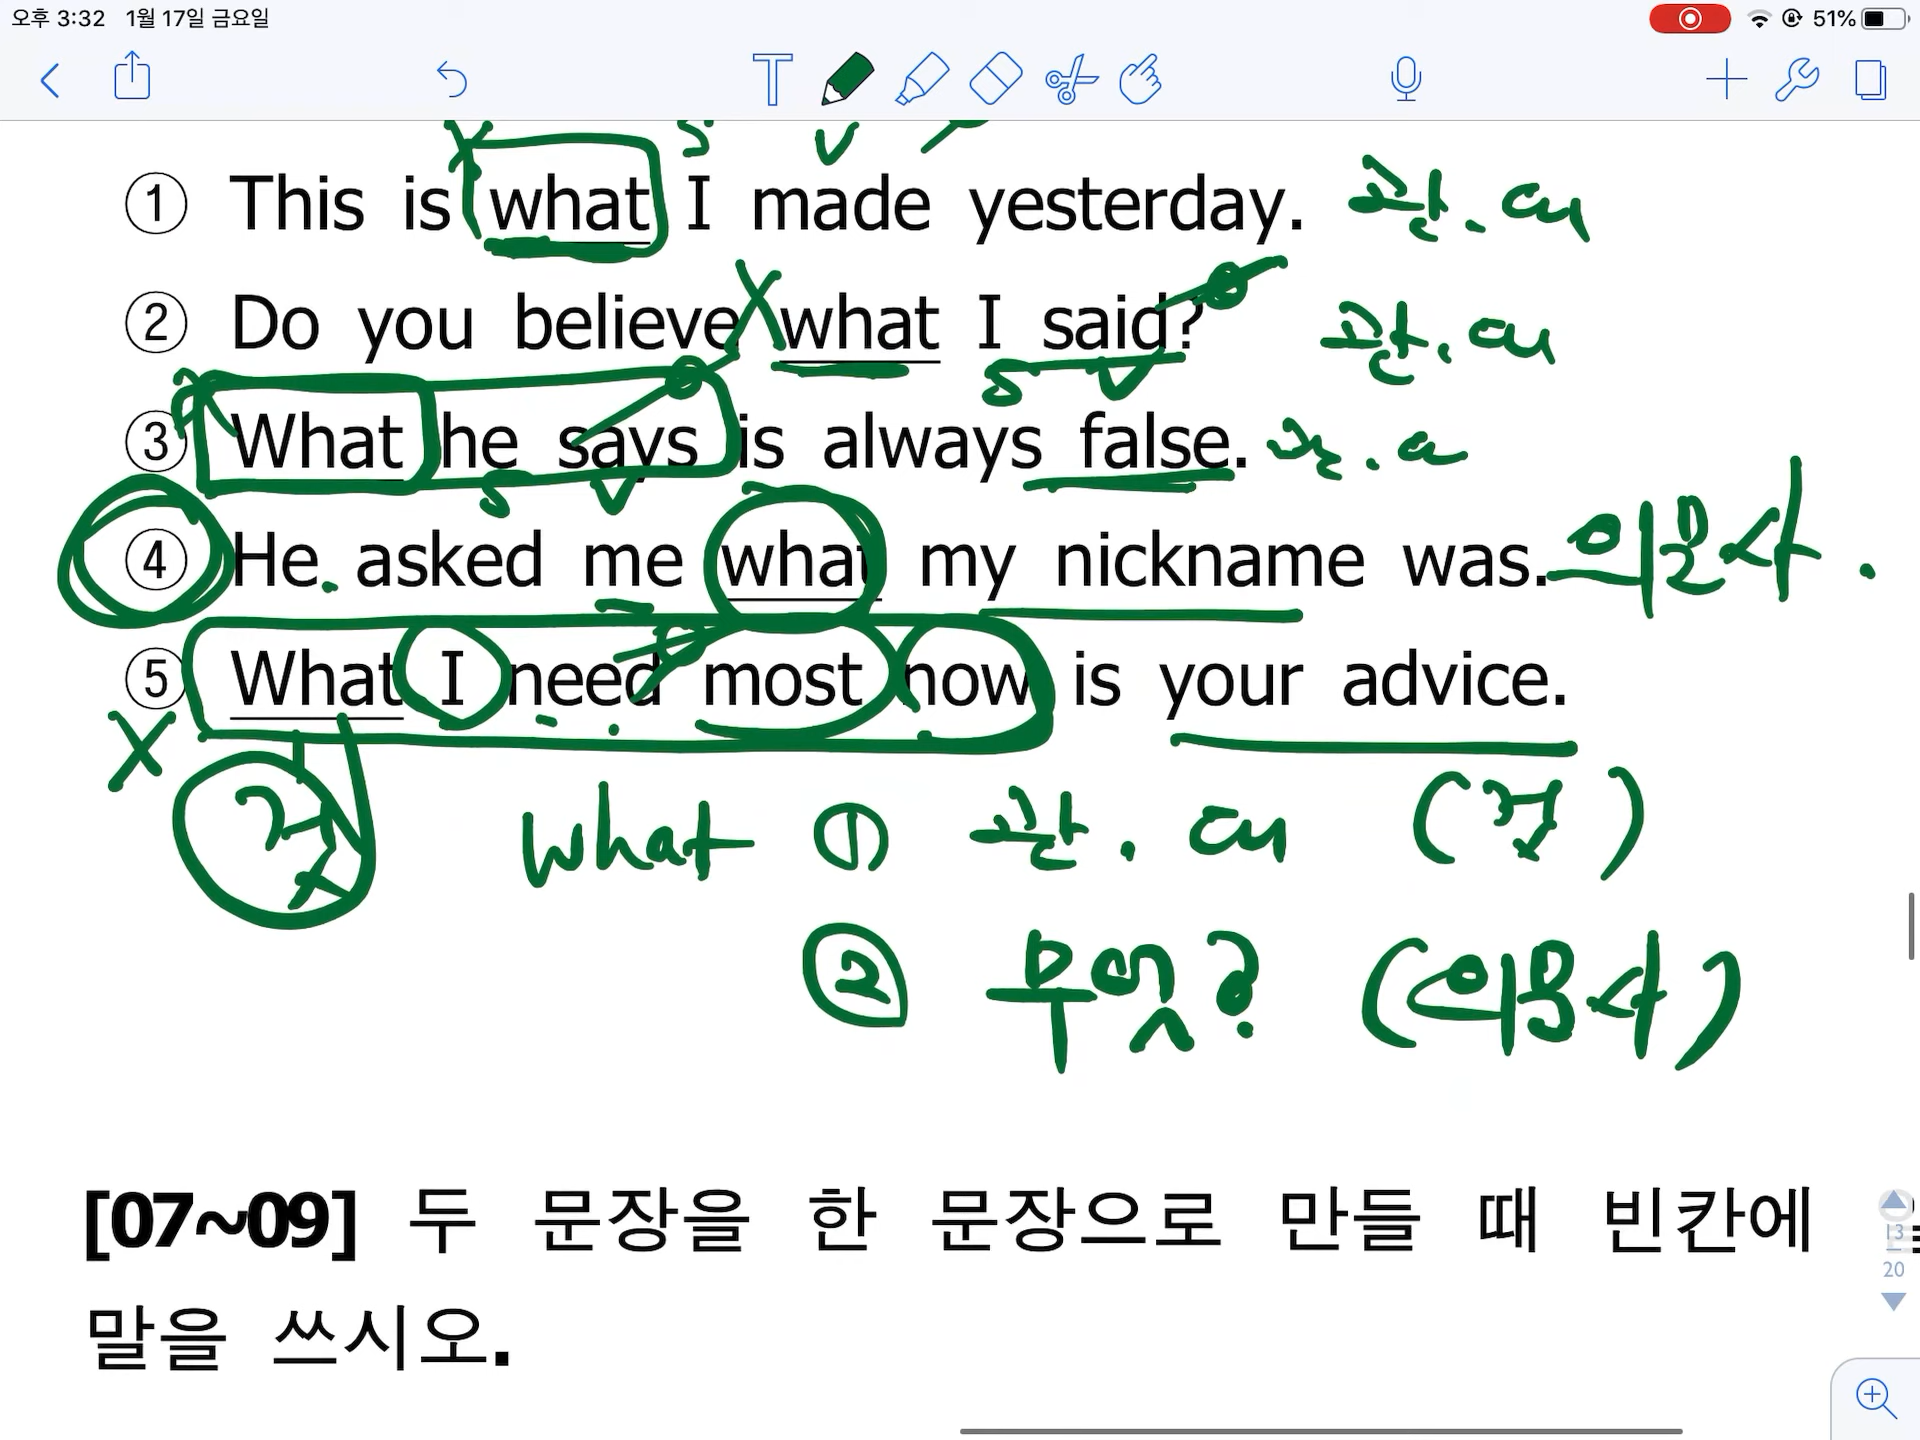 오후 3:32 1월 17일 금요일 51%
S V
① This is what I made yesterday. 관.대
② Do you believe what I said? 관.대
S V
③ What he says is always false. 관.대
S V
④ He asked me what my nickname was. 의문사.
⑤ What I need most now is your advice.
X
것 what ① 관.대 (것)
② 무엇? (의문사)
[07~09] 두 문장을 한 문장으로 만들 때 빈칸에
말을 쓰시오.
13
20